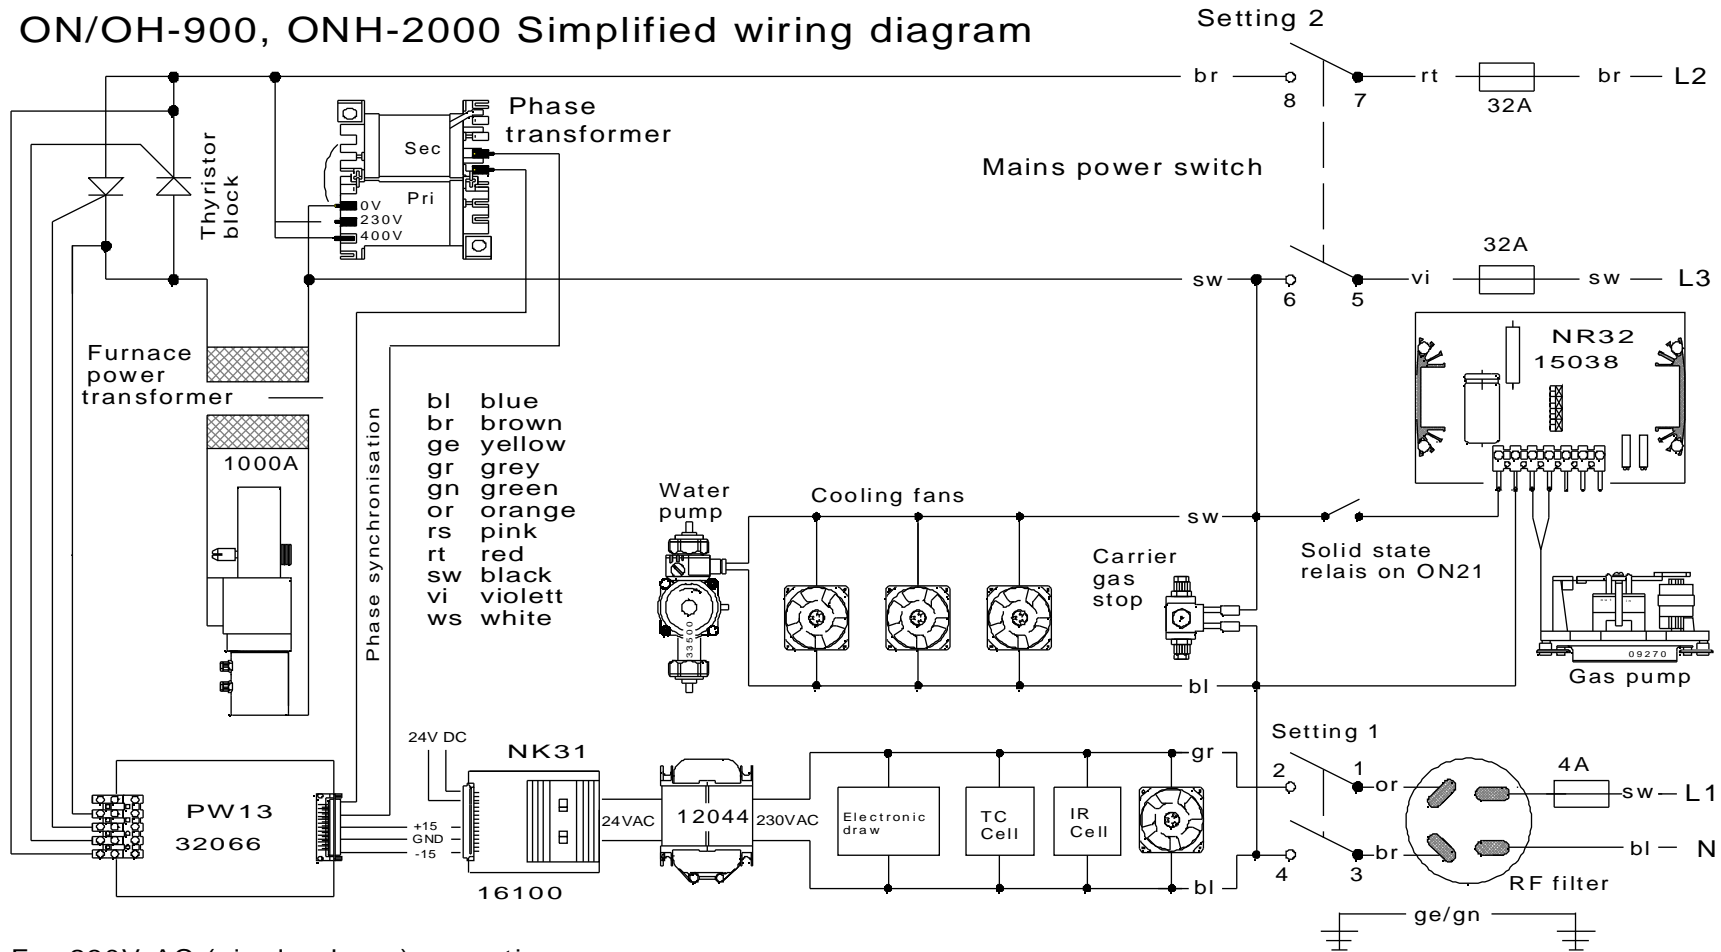 ON/OH-900, ONH-2000 Simplified wiring diagram
Setting 2
br
8
7
rt
32A
br
L2
Phase
transformer
Sec
Pri
0V
230V
400V
Thyristor
block
Mains power switch
sw
6
5
vi
32A
sw
L3
Furnace
power
transformer
1000A
Phase synchronisation
bl blue
br brown
ge yellow
gr grey
gn green
or orange
rs pink
rt red
sw black
vi violett
ws white
NR32
15038
Water
pump
33500
Cooling fans
sw
Carrier
gas
stop
Solid state
relais on ON21
09270
Gas pump
bl
24V DC
NK31
16100
PW13
32066
+15
GND
-15
24VAC
12044
230VAC
Electronic
draw
TC
Cell
IR
Cell
gr
bl
Setting 1
2
1
or
4
3
br
4A
sw
L1
bl
N
RF filter
ge/gn